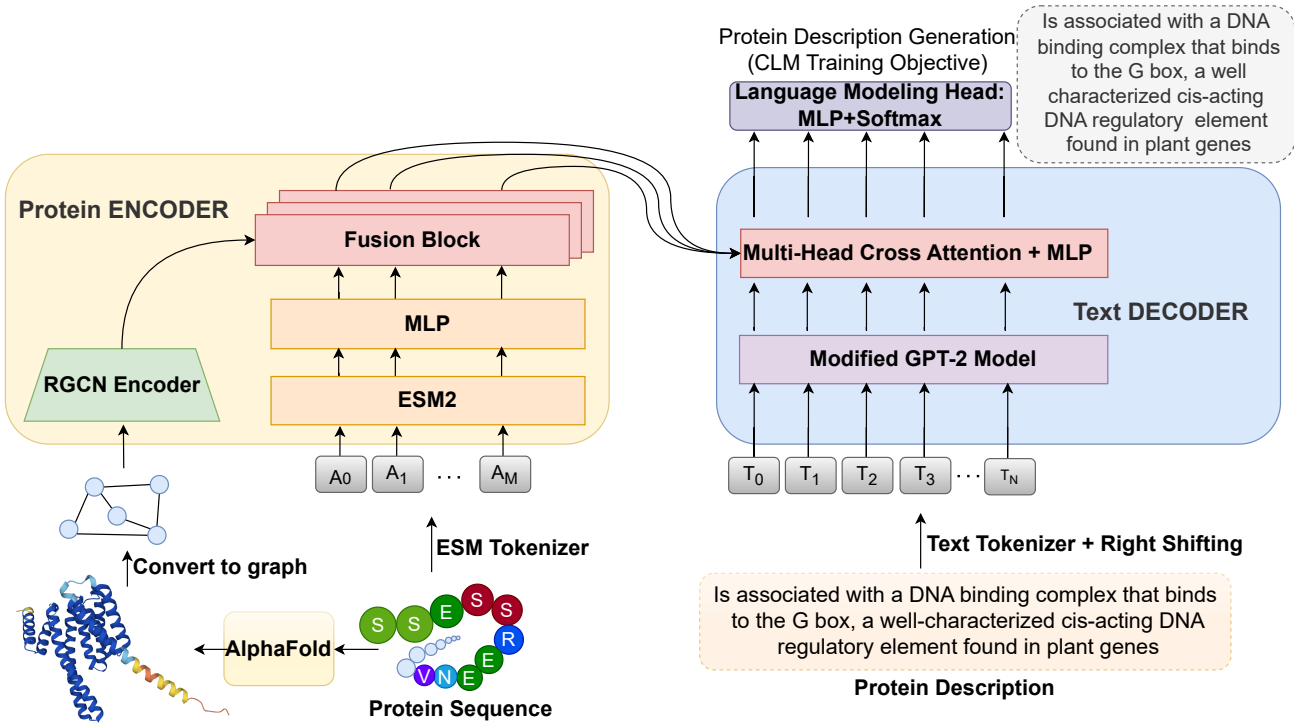 Protein Description Generation
(CLM Training Objective)
Language Modeling Head:
MLP+Softmax
Is associated with a DNA
binding complex that binds
to the G box, a well
characterized cis-acting
DNA regulatory element
found in plant genes
Protein ENCODER
Fusion Block
MLP
RGCN Encoder
ESM2
A0 A1 ... AM
Multi-Head Cross Attention + MLP
Text DECODER
Modified GPT-2 Model
T0 T1 T2 T3 ... TN
ESM Tokenizer
Convert to graph
AlphaFold
S S E S S R E E N V
Protein Sequence
Text Tokenizer + Right Shifting
Is associated with a DNA binding complex that binds
to the G box, a well-characterized cis-acting DNA
regulatory element found in plant genes
Protein Description